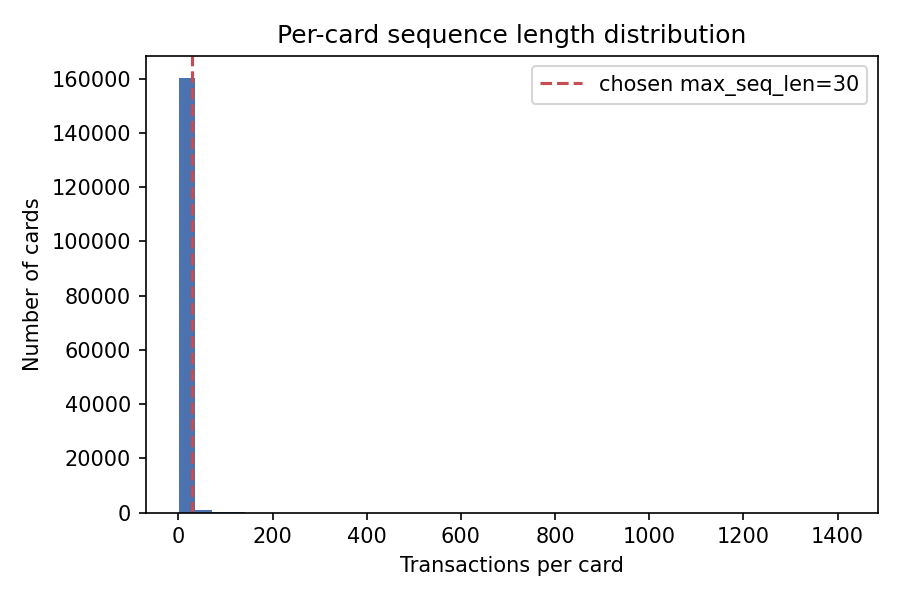 Per-card sequence length distribution
chosen max_seq_len=30
Number of cards
160000
140000
120000
100000
80000
60000
40000
20000
0
0 200 400 600 800 1000 1200 1400
Transactions per card